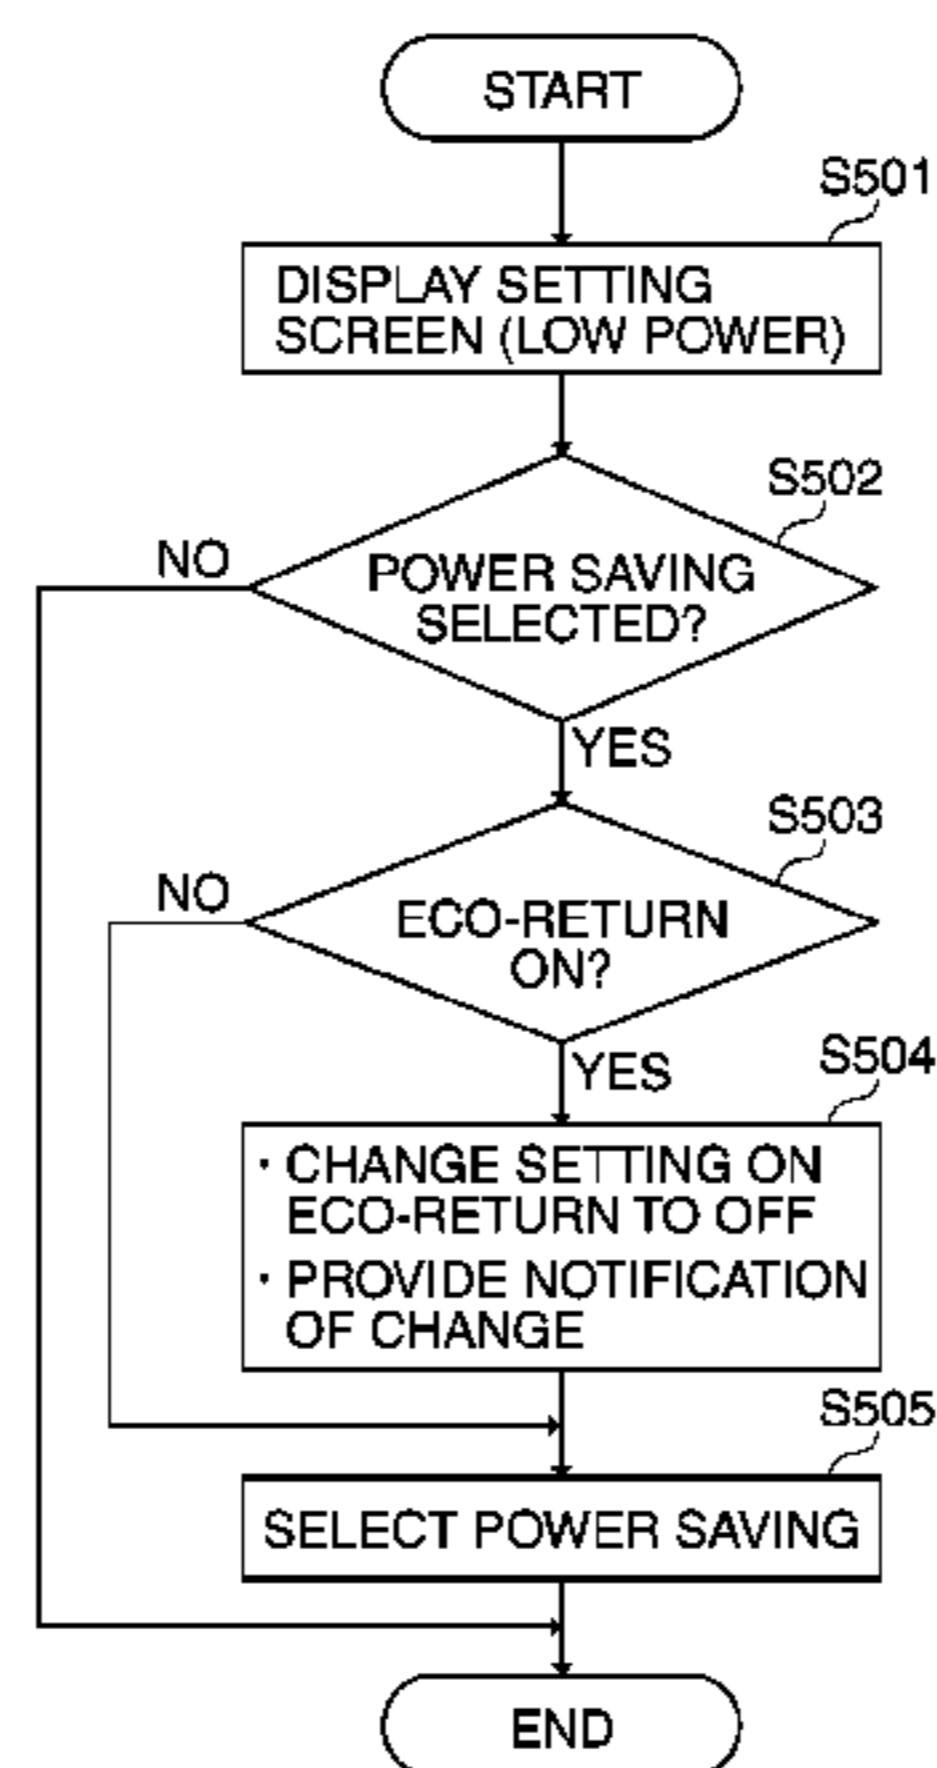 START
S501
DISPLAY SETTING
SCREEN (LOW POWER)
S502
NO
POWER SAVING
SELECTED?
YES
S503
NO
ECO-RETURN
ON?
YES
S504
· CHANGE SETTING ON
ECO-RETURN TO OFF
· PROVIDE NOTIFICATION
OF CHANGE
S505
SELECT POWER SAVING
END